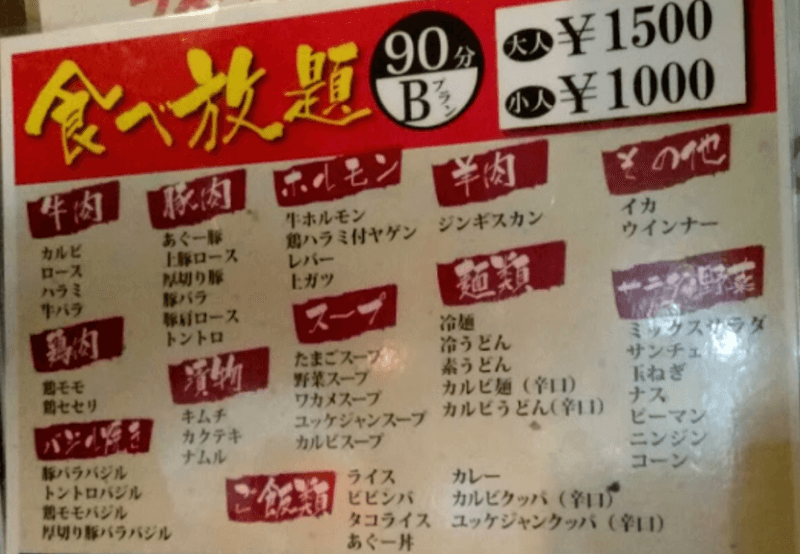 食べ放題
90分
Bプラン
大人 ¥1500
小人 ¥1000
牛肉
カルビ
ロース
ハラミ
牛バラ
豚肉
あぐー豚
上豚ロース
厚切り豚
豚バラ
豚肩ロース
トントロ
ホルモン
牛ホルモン
鶏ハラミ付ヤゲン
レバー
上ガツ
羊肉
ジンギスカン
その他
イカ
ウインナー
鶏肉
鶏モモ
鶏セセリ
漬物
キムチ
カクテキ
ナムル
スープ
たまごスープ
野菜スープ
ワカメスープ
ユッケジャンスープ
カルビスープ
麺類
冷麺
冷うどん
素うどん
カルビ麺（辛口）
カルビうどん（辛口）
サニタ野菜
ミックスサラダ
サンチェ
玉ねぎ
ナス
ピーマン
ニンジン
コーン
バジル焼き
豚バラバジル
トントロバジル
鶏モモバジル
厚切り豚バラバジル
ご飯類
ライス
ビビンバ
タコライス
あぐー丼
カレー
カルビクッパ（辛口）
ユッケジャンクッパ（辛口）